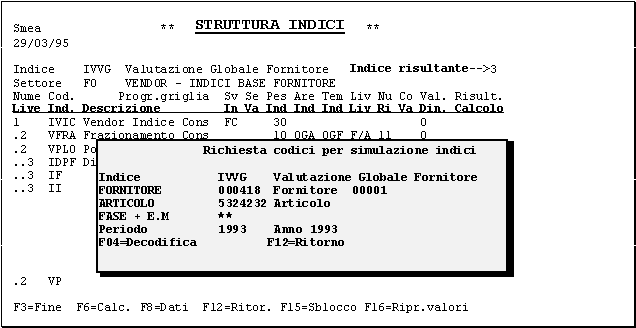 Smea ** STRUTTURA INDICI **
29/03/95
Indice IVVG Valutazione Globale Fornitore Indice risultante-->3
Settore F0 VENDOR - INDICI BASE FORNITORE
Nume Cod. Progr.griglia Sv Se Pes Are Tem Liv Nu Co Val. Risult.
Live Ind. Descrizione In Va Ind Ind Ind Ind Ri Va Din. Calcolo
1 IVIC Vendor Indice Cons FC 30 0
.2 VFRA Frazionamento Cons 10 OGA OGF F/A 11 0
.2 VPLO Po
..3 IDPF Di
..3 IF
..3 II
Richiesta codici per simulazione indici
Indice IVVG Valutazione Globale Fornitore
FORNITORE 000418 Fornitore 00001
ARTICOLO 5324232 Articolo
FASE + E.M **
Periodo 1993 Anno 1993
F04=Decodifica F12=Ritorno
.2 VP
F3=Fine F6=Calc. F8=Dati F12=Ritor. F15=Sblocco F16=Ripr.valori